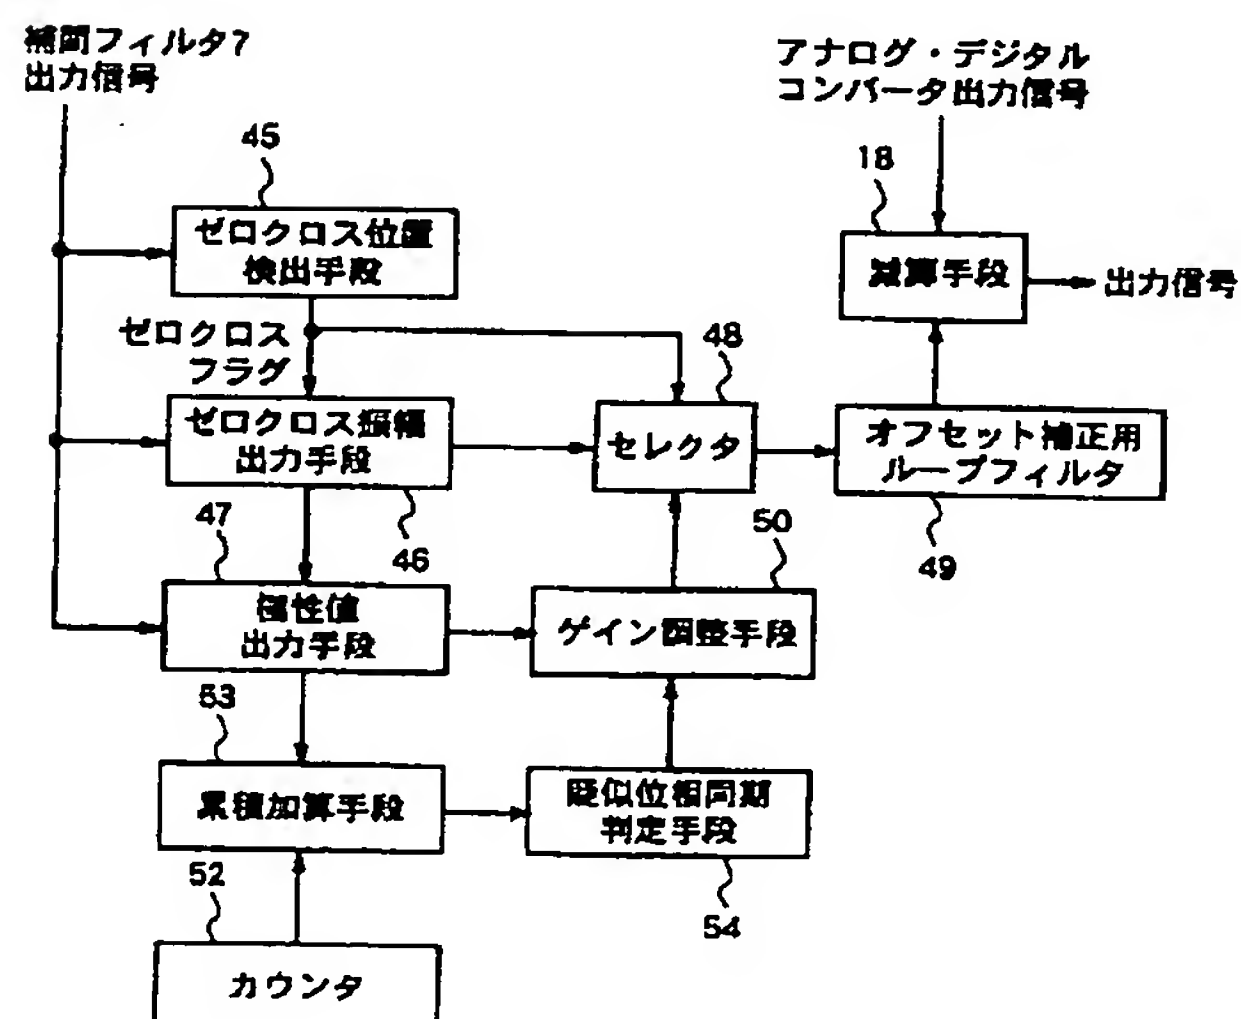 補間フィルタ7
出力信号
アナログ・デジタル
コンバータ出力信号
45
18
ゼロクロス位置
検出手段
減算手段
出力信号
ゼロクロス
フラグ
48
ゼロクロス振幅
出力手段
セレクタ
オフセット補正用
ループフィルタ
47
46
50
49
極性値
出力手段
ゲイン調整手段
53
累積加算手段
疑似位相同期
判定手段
52
54
カウンタ